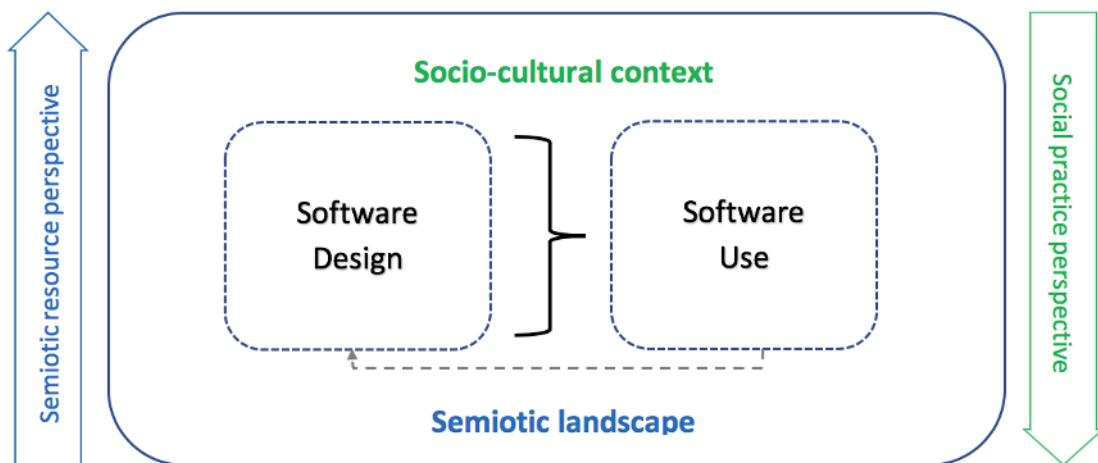 Semiotic resource perspective
Socio-cultural context
Software
Design
Software
Use
Semiotic landscape
Social practice perspective